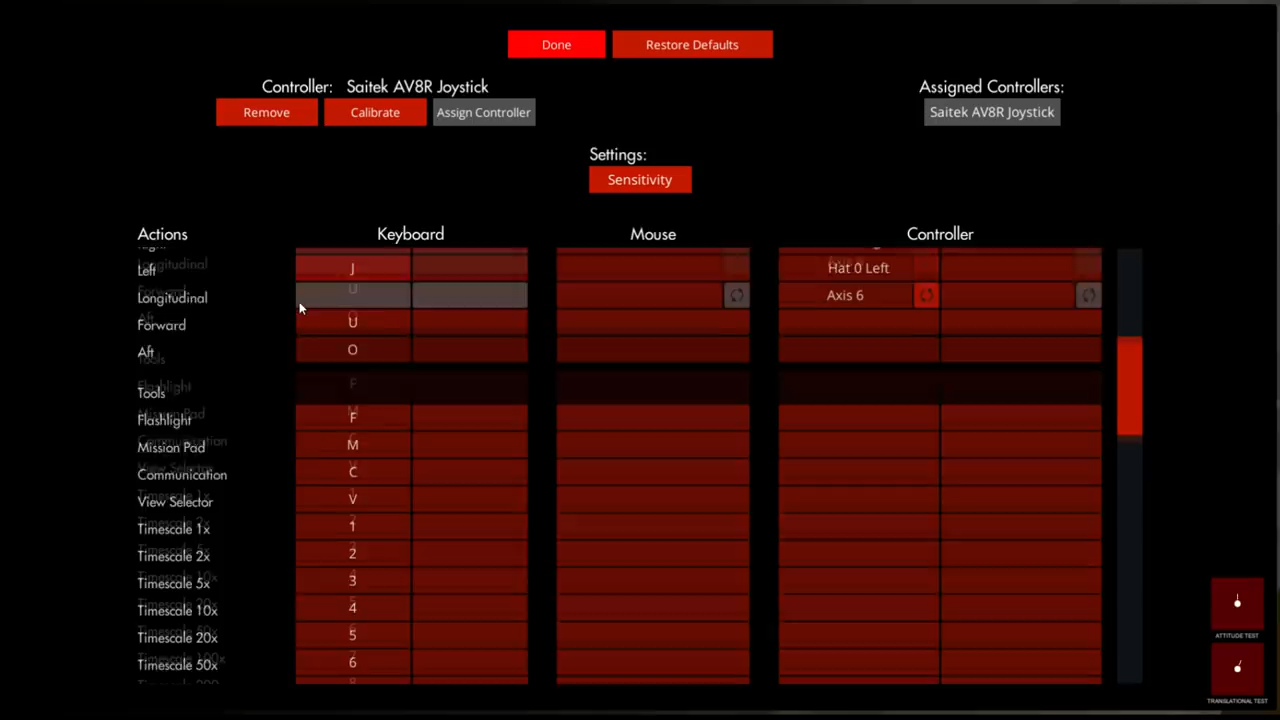 Done Restore Defaults
Controller: Saitek AV8R Joystick Assigned Controllers:
Remove Calibrate Assign Controller Saitek AV8R Joystick
Settings:
Sensitivity
Actions Keyboard Mouse Controller
Left J Hat 0 Left
Longitudinal Axis 6
Forward U
Aft O
Tools
Flashlight F
Mission Pad M
Communication C
View Selector V
Timescale 1x 1
Timescale 2x 2
Timescale 5x 3
Timescale 10x 4
Timescale 20x 5
Timescale 50x 6
ATTITUDE TEST
TRANSLATIONAL TEST